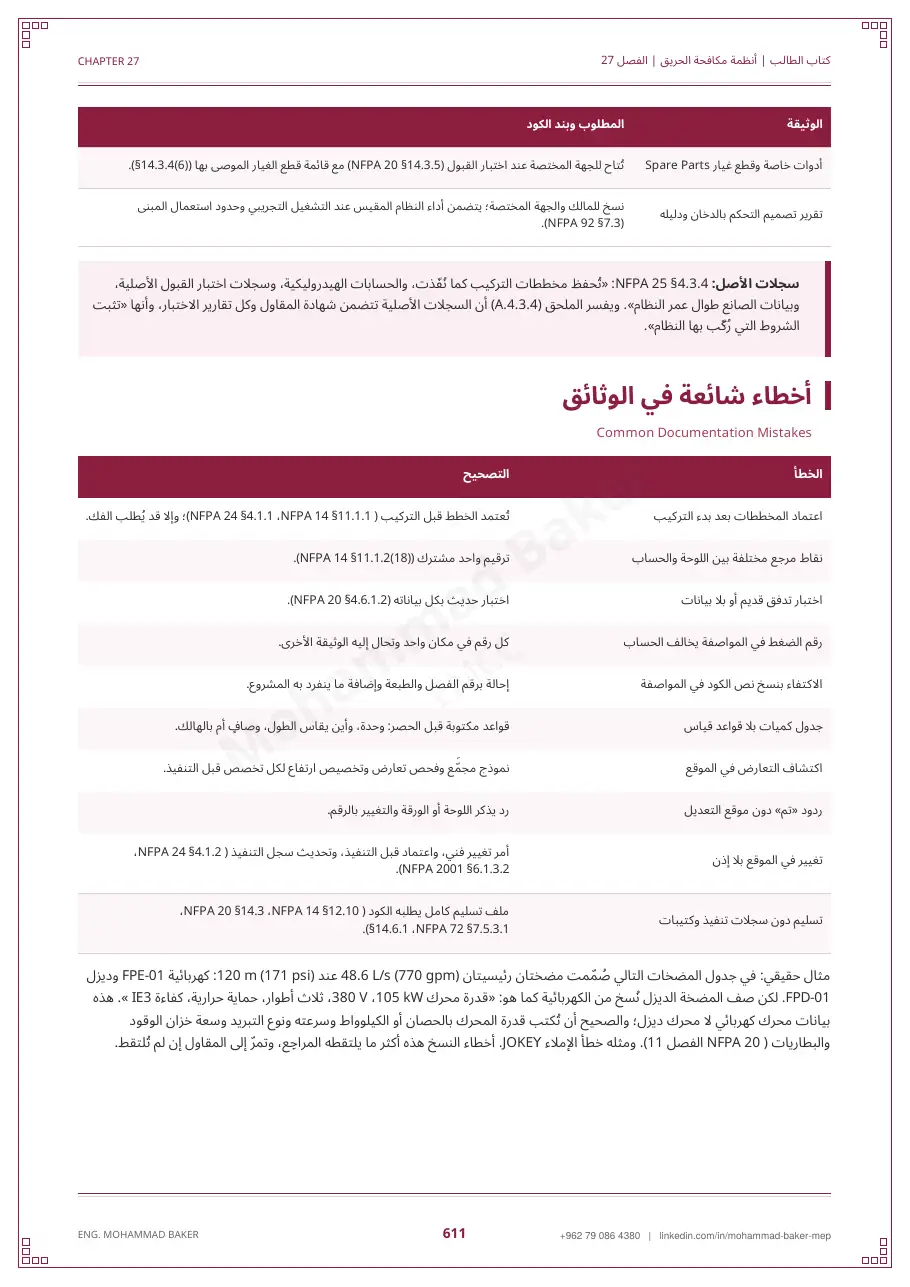 كتاب الطالب | أنظمة مكافحة الحريق | الفصل 27
CHAPTER 27
الوثيقة
المطلوب وبند الكود
أدوات خاصة وقطع غيار Spare Parts
تُتاح للجهة المختصة عند اختبار القبول (NFPA 20 §14.3.5) مع قائمة قطع الغيار الموصى بها (§14.3.4(6)).
تقرير تصميم التحكم بالدخان ودليله
نسخ للمالك والجهة المختصة؛ يتضمن أداء النظام المقيس عند التشغيل التجريبي وحدود استعمال المبنى
(NFPA 92 §7.3).
سجلات الأصل: NFPA 25 §4.3.4: «تُحفظ مخططات التركيب كما نُفّذت، والحسابات الهيدروليكية، وسجلات اختبار القبول الأصلية،
وبيانات الصانع طوال عمر النظام». ويفسر الملحق (A.4.3.4) أن السجلات الأصلية تتضمن شهادة المقاول وكل تقارير الاختبار، وأنها «تثبت
الشروط التي رُكّب بها النظام».
أخطاء شائعة في الوثائق
Common Documentation Mistakes
الخطأ
التصحيح
اعتماد المخططات بعد بدء التركيب
تُعتمد الخطط قبل التركيب (NFPA 14 §11.1.1، NFPA 24 §4.1.1)؛ وإلا قد يُطلب الفك.
نقاط مرجع مختلفة بين اللوحة والحساب
ترقيم واحد مشترك (NFPA 14 §11.1.2(18)).
اختبار تدفق قديم أو بلا بيانات
اختبار حديث بكل بياناته (NFPA 20 §4.6.1.2).
رقم الضغط في المواصفة يخالف الحساب
كل رقم في مكان واحد وتحال إليه الوثيقة الأخرى.
الاكتفاء بنسخ نص الكود في المواصفة
إحالة برقم الفصل والطبعة وإضافة ما ينفرد به المشروع.
جدول كميات بلا قواعد قياس
قواعد مكتوبة قبل الحصر: وحدة، وأين يقاس الطول، وصافٍ أم بالهالك.
اكتشاف التعارض في الموقع
نموذج مجمَّع وفحص تعارض وتخصيص ارتفاع لكل تخصص قبل التنفيذ.
ردود «تم» دون موقع التعديل
رد يذكر اللوحة أو الورقة والتغيير بالرقم.
تغيير في الموقع بلا إذن
أمر تغيير فني، واعتماد قبل التنفيذ، وتحديث سجل التنفيذ (NFPA 24 §4.1.2،
NFPA 2001 §6.1.3.2).
تسليم دون سجلات تنفيذ وكتيبات
ملف تسليم كامل يطلبه الكود (NFPA 14 §12.10، NFPA 20 §14.3،
NFPA 72 §7.5.3.1، §14.6.1).
مثال حقيقي: في جدول المضخات التالي صُمّمت مضختان رئيسيتان 48.6 L/s (770 gpm) عند 120 m (171 psi): كهربائية FPE-01 وديزل
FPD-01. لكن صف المضخة الديزل نُسخ من الكهربائية كما هو: «قدرة محرك 105 kW، 380 V، ثلاث أطوار، حماية حرارية، كفاءة IE3 ». هذه
بيانات محرك كهربائي لا محرك ديزل؛ والصحيح أن تُكتب قدرة المحرك بالحصان أو الكيلوواط وسرعته ونوع التبريد وسعة خزان الوقود
والبطاريات (NFPA 20 الفصل 11). ومثله خطأ الإملاء JOKEY. أخطاء النسخ هذه أكثر ما يلتقطه المراجع، وتمرّ إلى المقاول إن لم تُلتقط.
ENG. MOHAMMAD BAKER
611
+962 79 086 4380 | linkedin.com/in/mohammad-baker-mep
Mohammad Baker